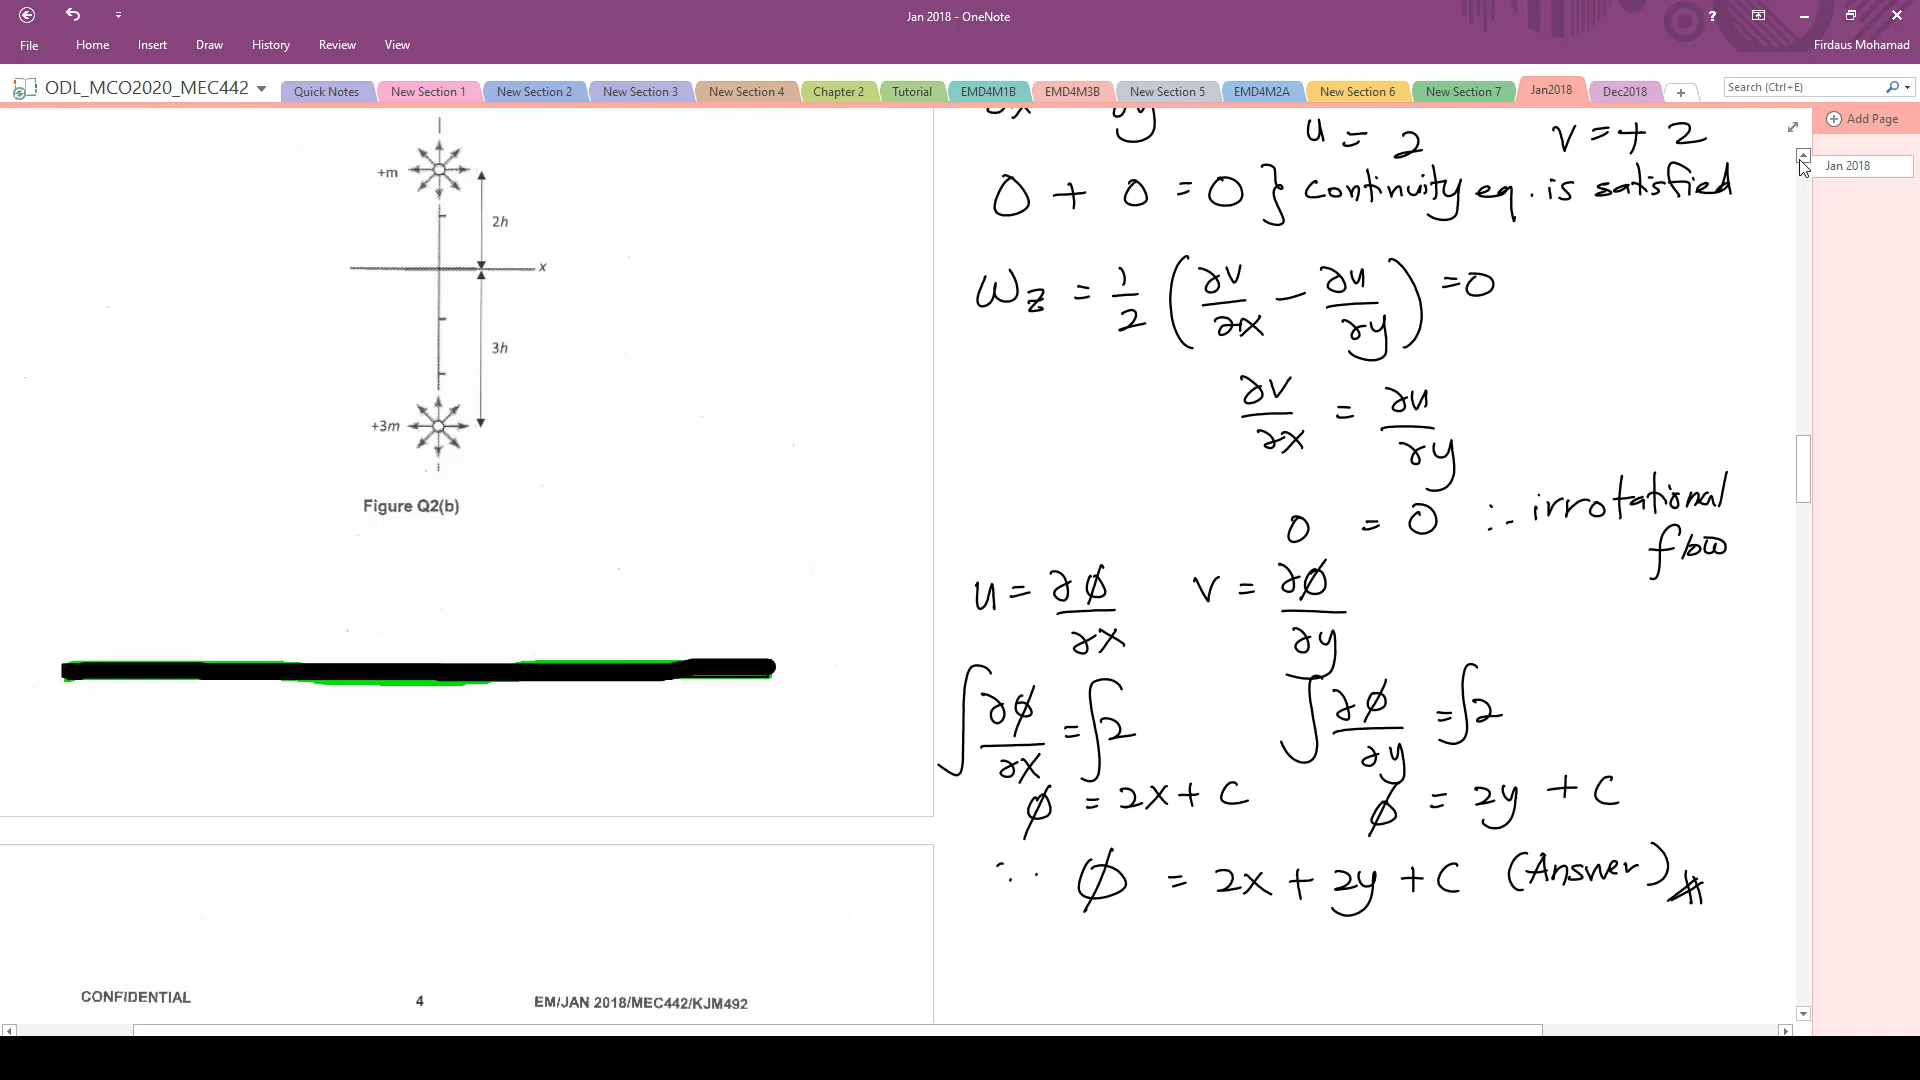 Jan 2018 - OneNote
?
File Home Insert Draw History Review View
Firdaus Mohamad
ODL_MCO2020_MEC442
Quick Notes New Section 1 New Section 2 New Section 3 New Section 4 Chapter 2 Tutorial EMD4M1B EMD4M3B New Section 5 EMD4M2A New Section 6 New Section 7 Jan2018 Dec2018 +
Search (Ctrl+E)
Add Page
Jan 2018
+m
2h
x
3h
+3m
Figure Q2(b)
CONFIDENTIAL 4 EM/JAN 2018/MEC442/KJM492
u = 2 v = + 2
0 + 0 = 0 } continuity eq. is satisfied
ωz = 1/2 (∂v/∂x − ∂u/∂y) = 0
∂v/∂x = ∂u/∂y
0 = 0 ∴ irrotational
flow
u = ∂ϕ/∂x v = ∂ϕ/∂y
∫ ∂ϕ/∂x = ∫2 ∫ ∂ϕ/∂y = ∫2
ϕ = 2x + C ϕ = 2y + C
∴ ϕ = 2x + 2y + C (Answer) #